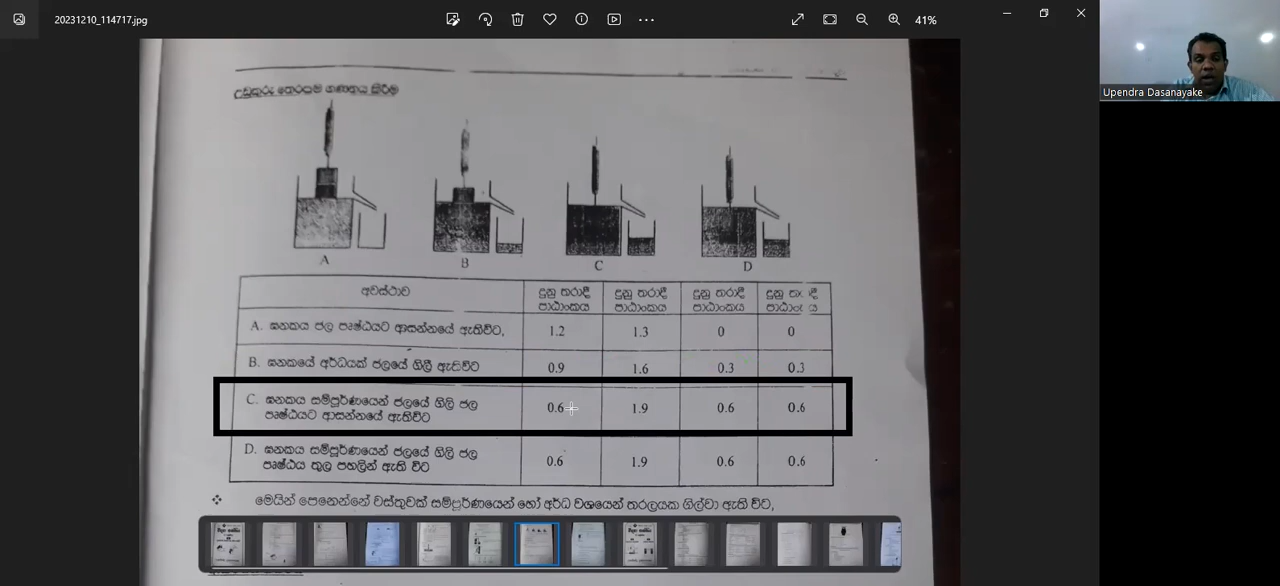 20231210_114717.jpg
41%
Upendra Dasanayake
උඩුකුරු තෙරපුම ගණනය කිරීම
A
B
C
D
අවස්ථාව
දුනු තරාදි පාඨාංකය
දුනු තරාදි පාඨාංකය
දුනු තරාදි පාඨාංකය
දුනු පාඨාංකය
A. ඝනකය ජල පෘෂ්ඨයට ආසන්නයේ ඇතිවිට, 1.2 1.3 0 0
B. ඝනකයේ අර්ධයක් ජලයේ ගිලී ඇතිවිට 0.9 1.6 0.3 0.3
C. ඝනකය සම්පූර්ණයෙන් ජලයේ ගිලි ජල
පෘෂ්ඨයට ආසන්නයේ ඇතිවිට 0.6 1.9 0.6 0.6
D. ඝනකය සම්පූර්ණයෙන් ජලයේ ගිලි ජල
පෘෂ්ඨය තුල පහලින් ඇති විට 0.6 1.9 0.6 0.6
මෙයින් පෙනෙන්නේ වස්තුවක් සම්පූර්ණයෙන් හෝ අර්ධ වශයෙන් තරලයක ගිල්වා ඇති විට,